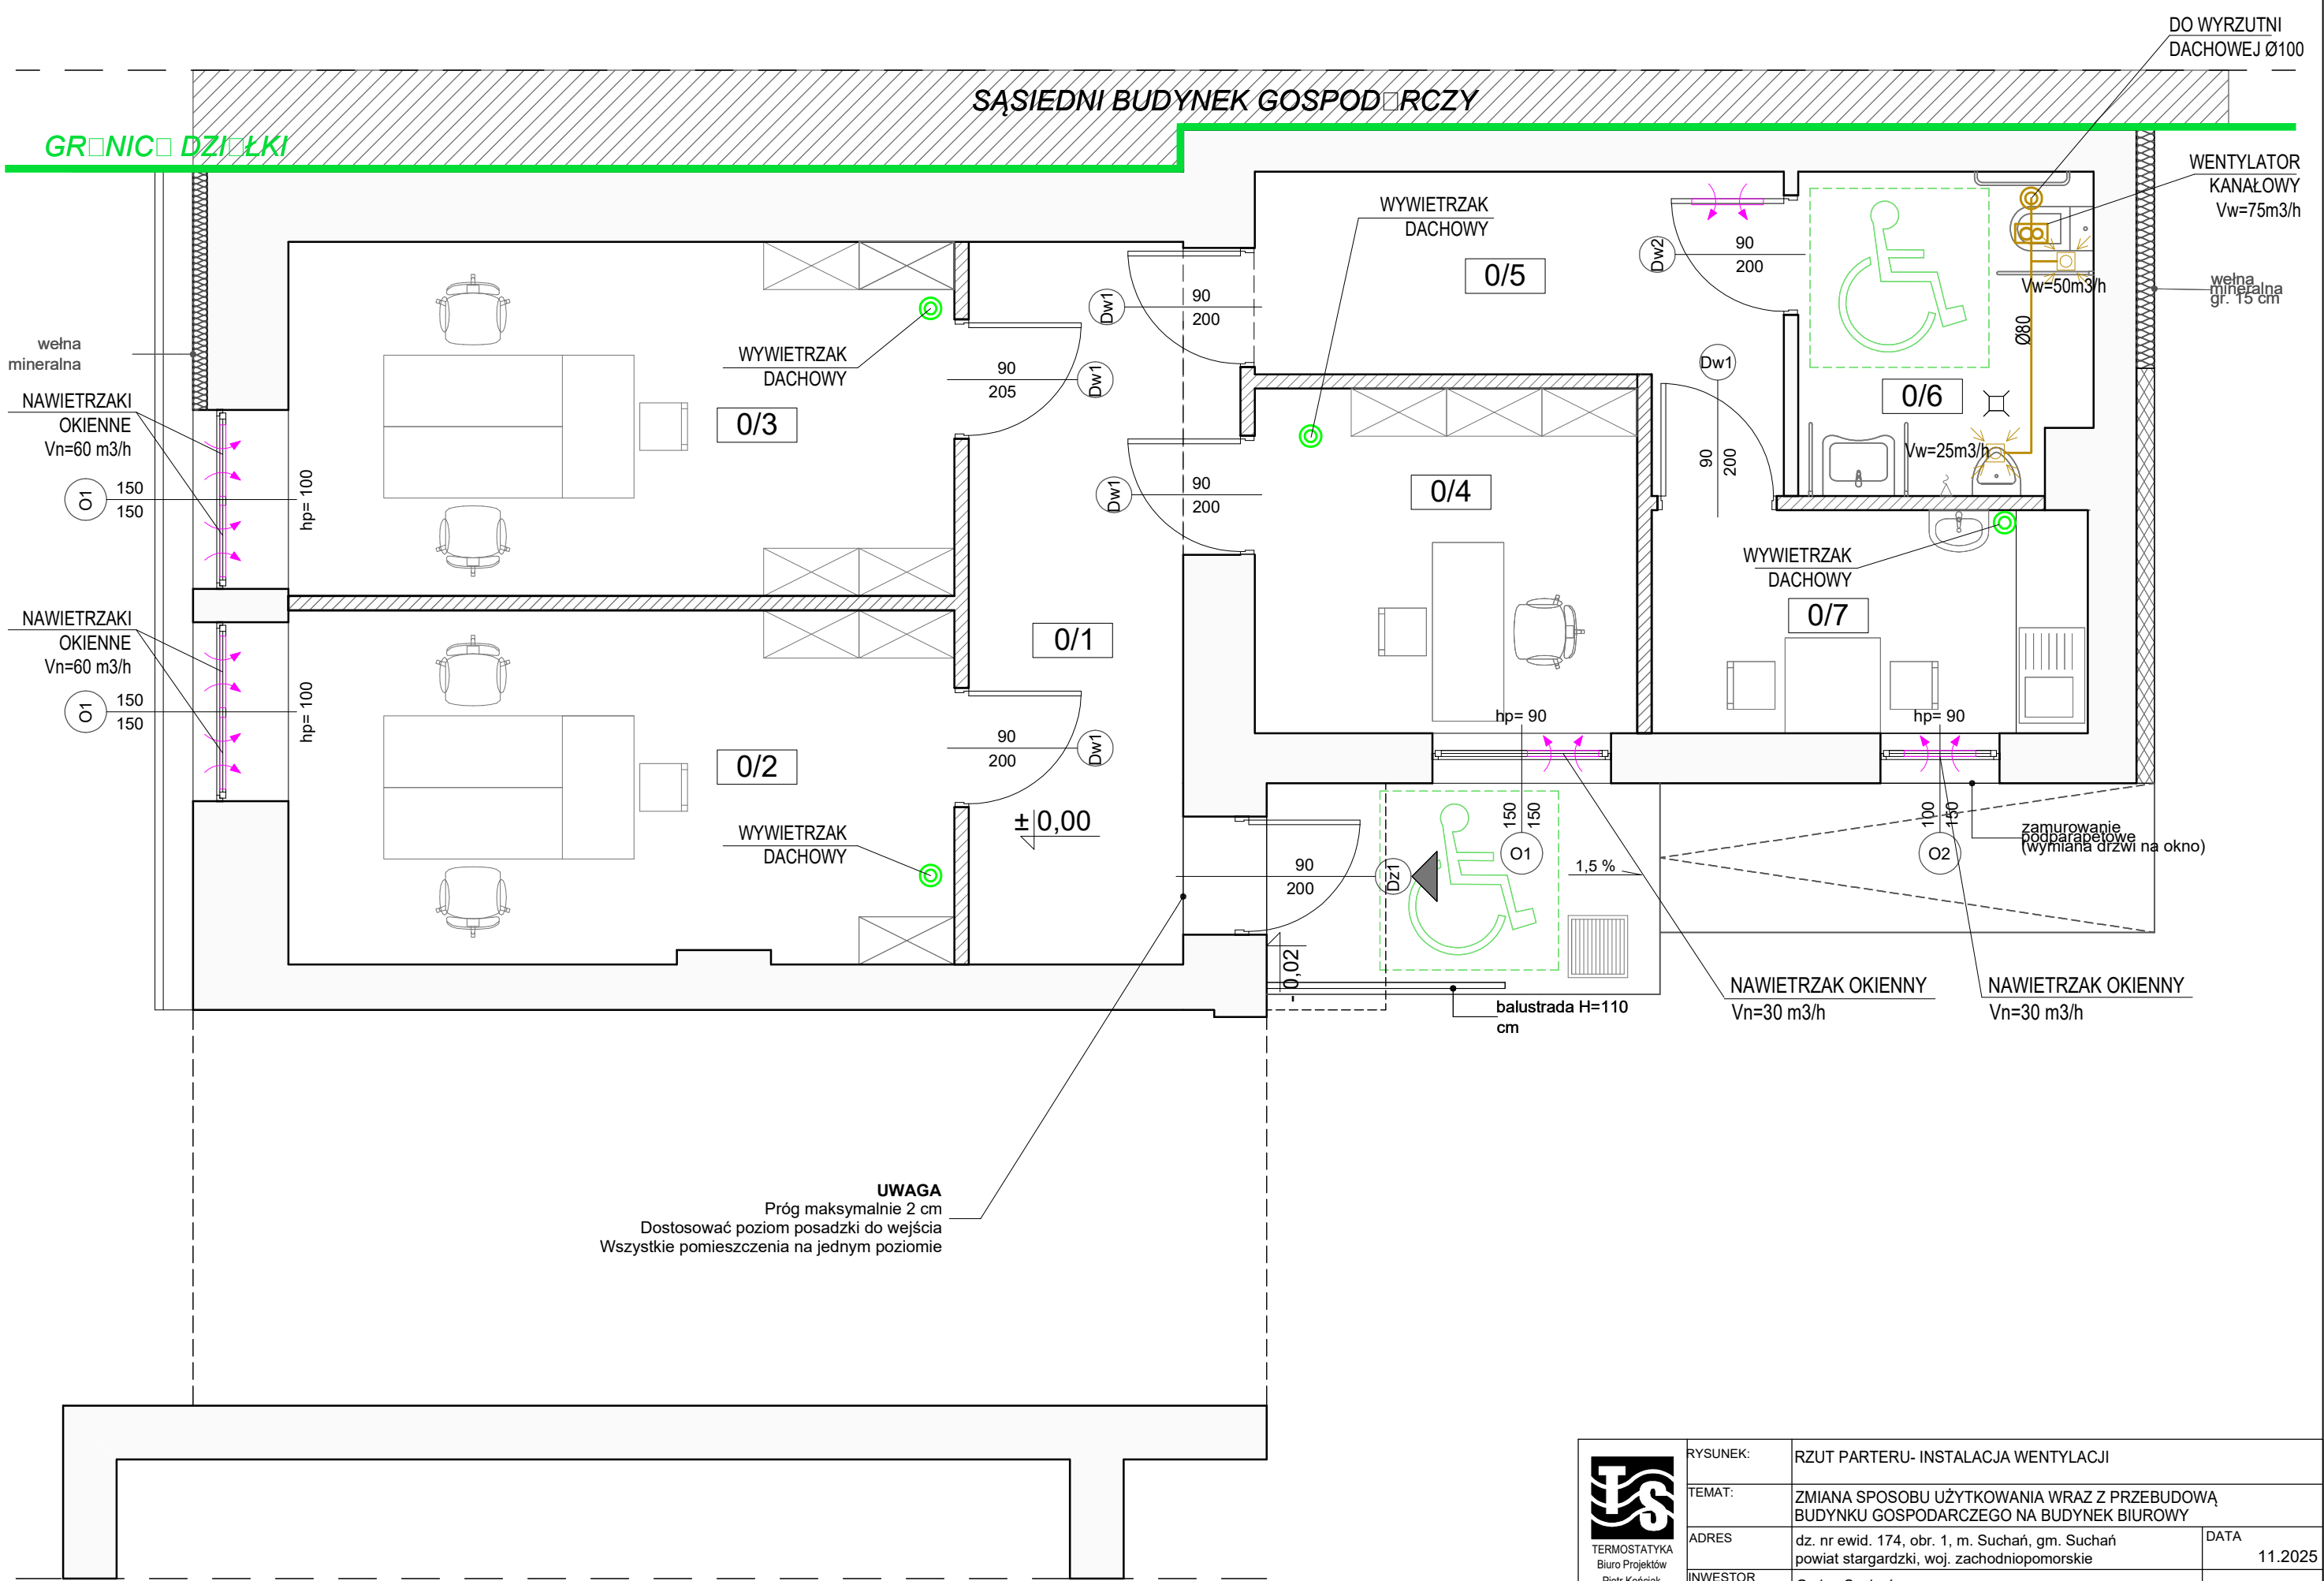 DO WYRZUTNI
DACHOWEJ Ø100
SĄSIEDNI BUDYNEK GOSPOD□RCZY
GR□NIC□ DZI□ŁKI
WENTYLATOR
KANAŁOWY
Vw=75m3/h
WYWIETRZAK
DACHOWY
Dw2
90
200
0/5
Vw=50m3/h
wełna
mineralna
gr. 15 cm
Dw1
90
200
Ø80
wełna
mineralna
WYWIETRZAK
DACHOWY
90
205
Dw1
Dw1
90
200
0/6
NAWIETRZAKI
OKIENNE
Vn=60 m3/h
0/3
Vw=25m3/h
O1
150
150
hp= 100
Dw1
90
200
0/4
WYWIETRZAK
DACHOWY
NAWIETRZAKI
OKIENNE
Vn=60 m3/h
0/1
0/7
O1
150
150
hp= 100
90
200
Dw1
hp= 90
hp= 90
0/2
±0,00
WYWIETRZAK
DACHOWY
150
150
O1
100
150
O2
zamurowanie
podparapetowe
(wymiana drzwi na okno)
90
200
Dz1
1,5 %
- 0,02
balustrada H=110
cm
NAWIETRZAK OKIENNY
Vn=30 m3/h
NAWIETRZAK OKIENNY
Vn=30 m3/h
UWAGA
Próg maksymalnie 2 cm
Dostosować poziom posadzki do wejścia
Wszystkie pomieszczenia na jednym poziomie
TS
TERMOSTATYKA
Biuro Projektów
RYSUNEK:
RZUT PARTERU- INSTALACJA WENTYLACJI
TEMAT:
ZMIANA SPOSOBU UŻYTKOWANIA WRAZ Z PRZEBUDOWĄ
BUDYNKU GOSPODARCZEGO NA BUDYNEK BIUROWY
ADRES
dz. nr ewid. 174, obr. 1, m. Suchań, gm. Suchań
powiat stargardzki, woj. zachodniopomorskie
DATA
11.2025
INWESTOR